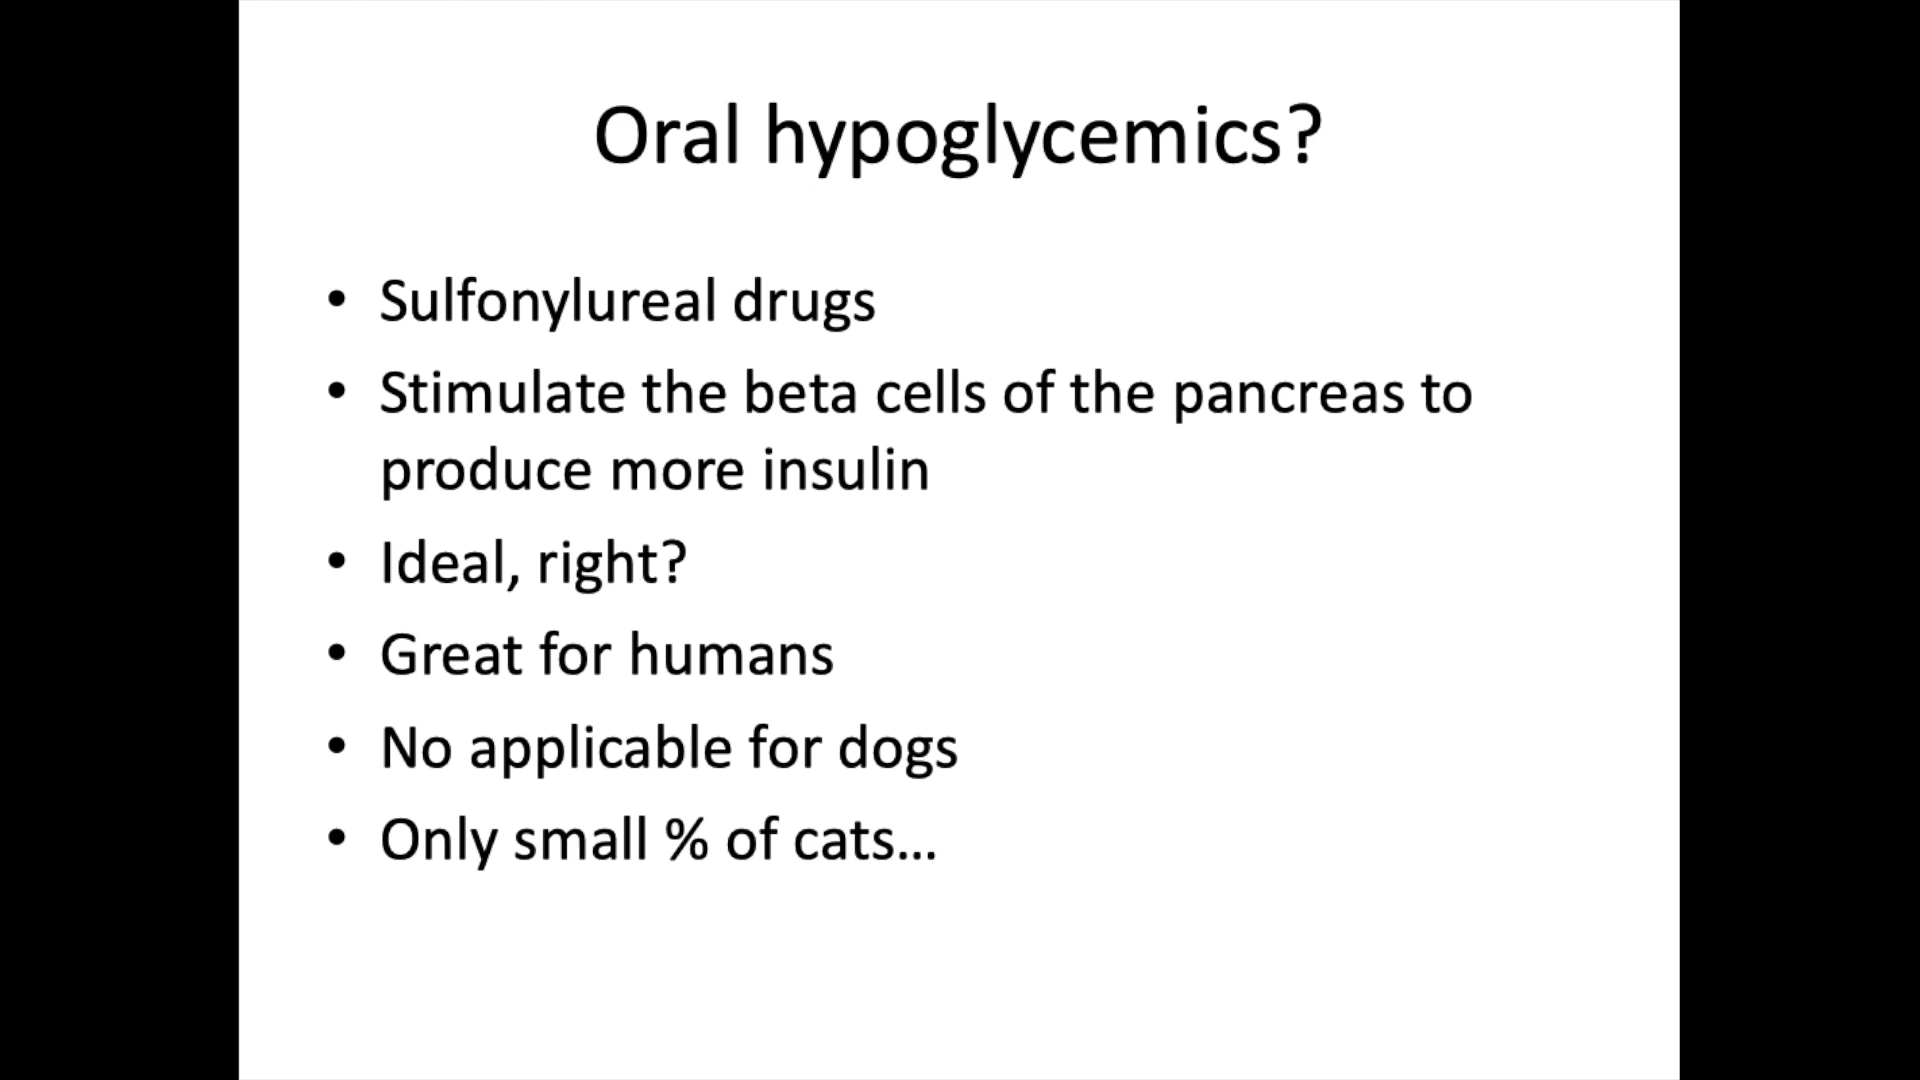 Oral hypoglycemics?
• Sulfonylureal drugs
• Stimulate the beta cells of the pancreas to
produce more insulin
• Ideal, right?
• Great for humans
• No applicable for dogs
• Only small % of cats...